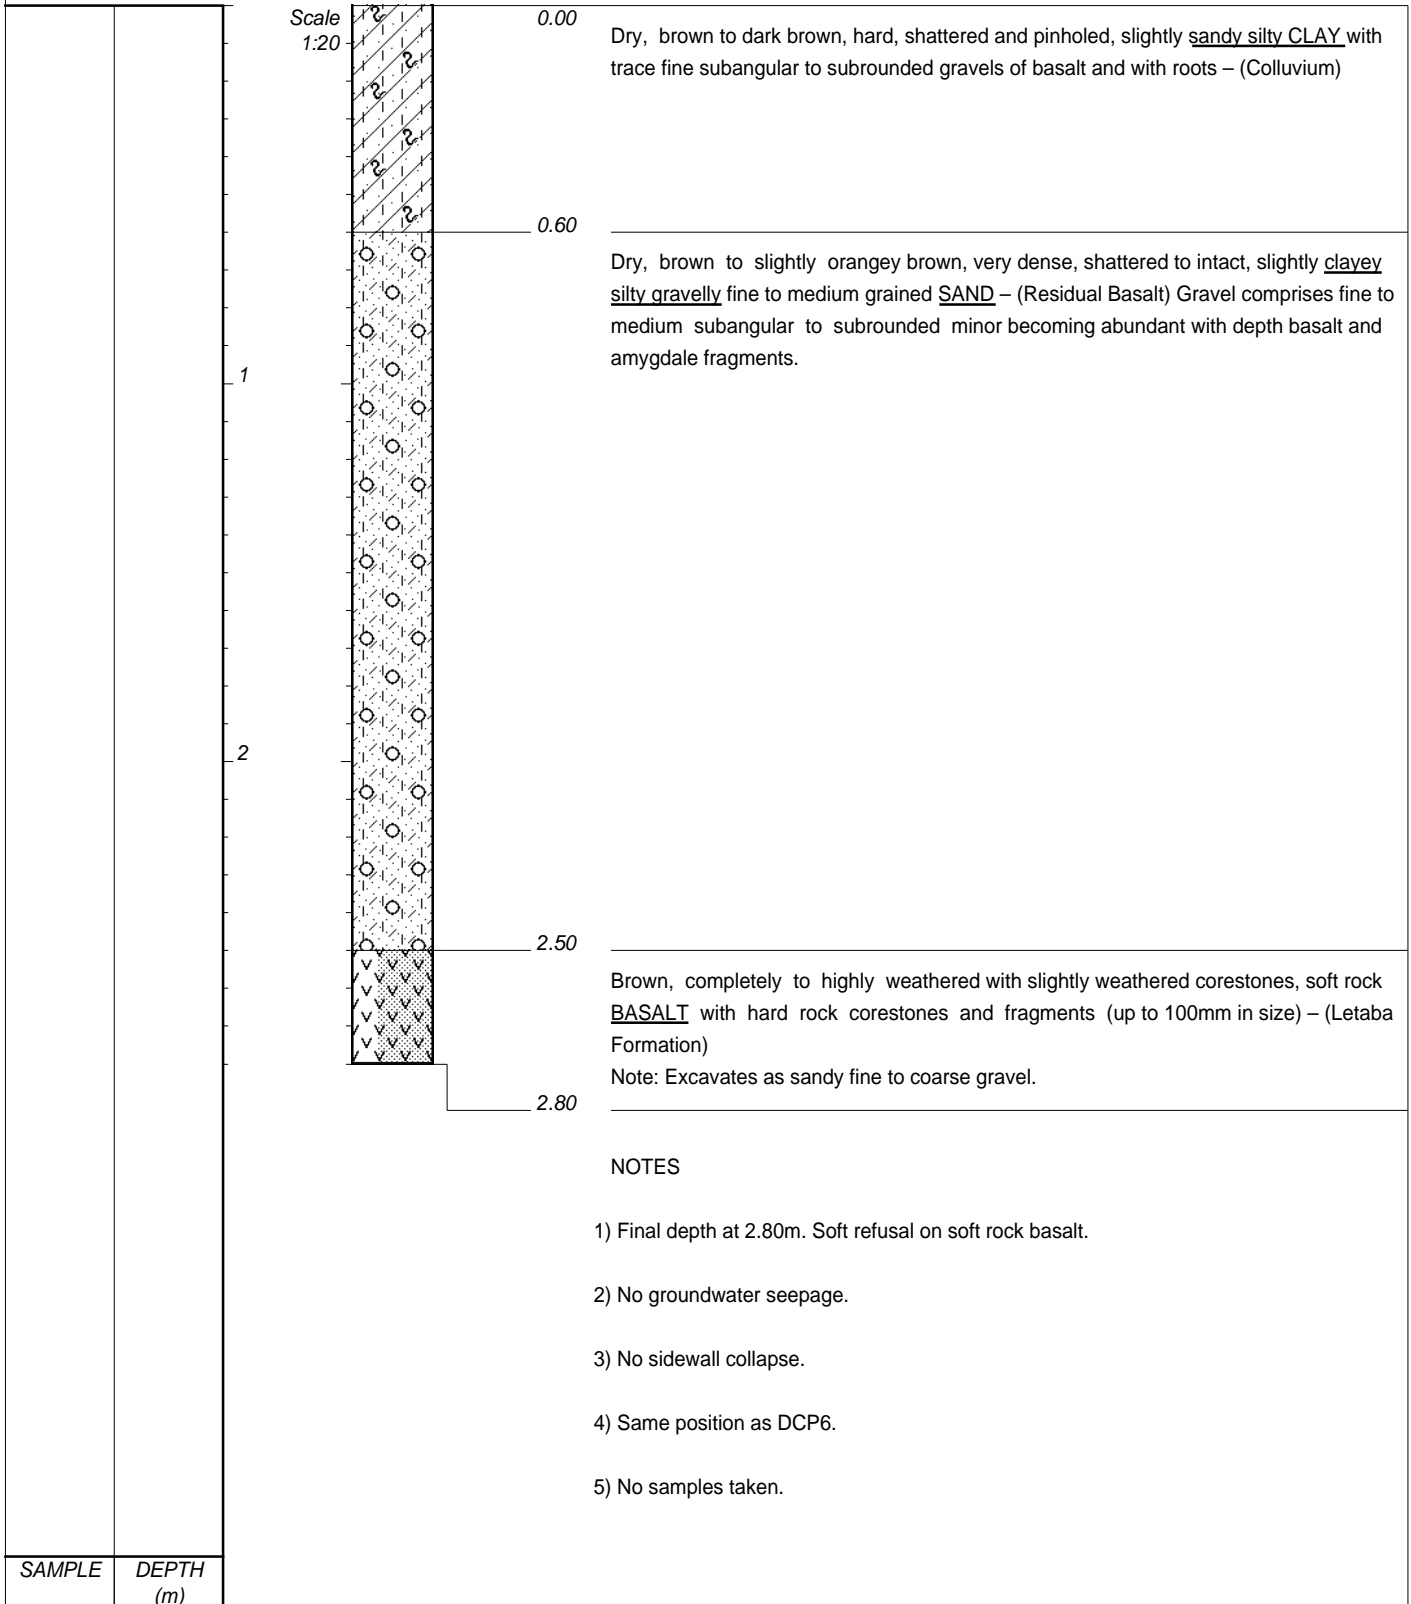 Scale
1:20
0.00
Dry, brown to dark brown, hard, shattered and pinholed, slightly sandy silty CLAY with
trace fine subangular to subrounded gravels of basalt and with roots – (Colluvium)
0.60
Dry, brown to slightly orangey brown, very dense, shattered to intact, slightly clayey
silty gravelly fine to medium grained SAND – (Residual Basalt) Gravel comprises fine to
medium subangular to subrounded minor becoming abundant with depth basalt and
amygdale fragments.
1
2
2.50
Brown, completely to highly weathered with slightly weathered corestones, soft rock
BASALT with hard rock corestones and fragments (up to 100mm in size) – (Letaba
Formation)
Note: Excavates as sandy fine to coarse gravel.
2.80
NOTES
1) Final depth at 2.80m. Soft refusal on soft rock basalt.
2) No groundwater seepage.
3) No sidewall collapse.
4) Same position as DCP6.
5) No samples taken.
SAMPLE DEPTH
(m)